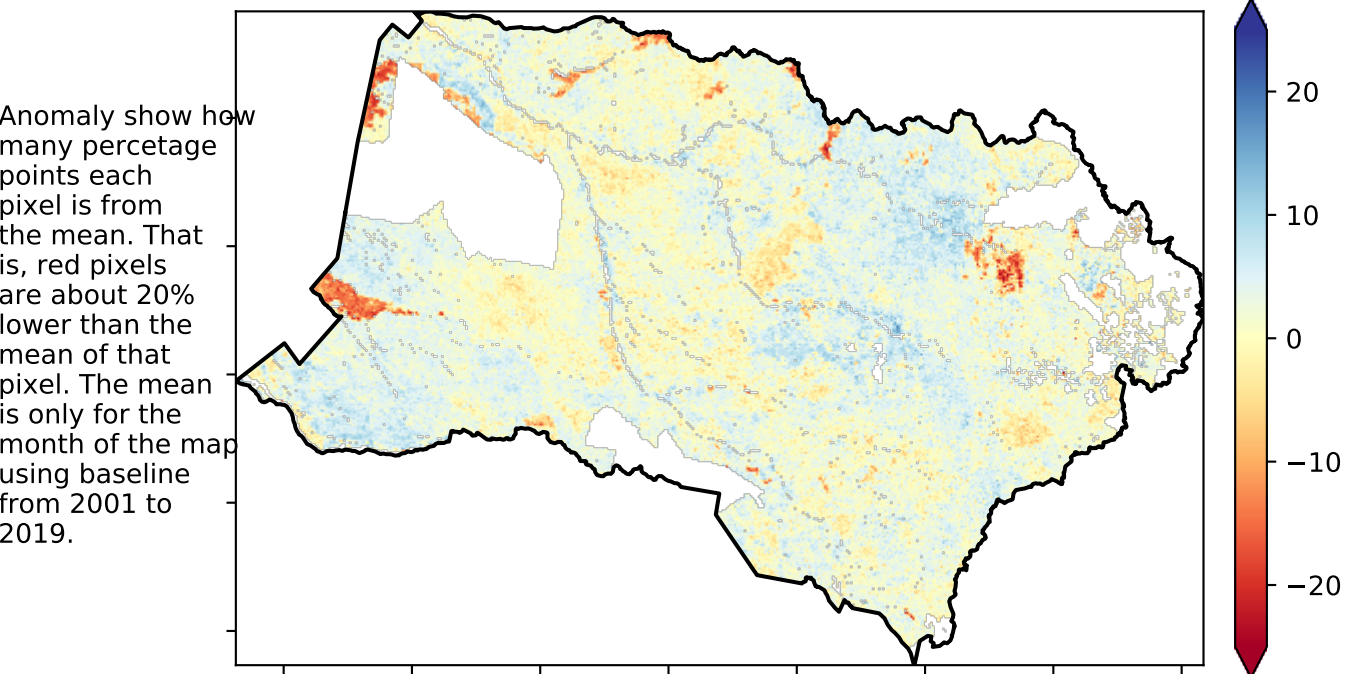 Anomaly show how
many percetage
points each
pixel is from
the mean. That
is, red pixels
are about 20%
lower than the
mean of that
pixel. The mean
is only for the
month of the map
using baseline
from 2001 to
2019.
20
10
0
−10
−20